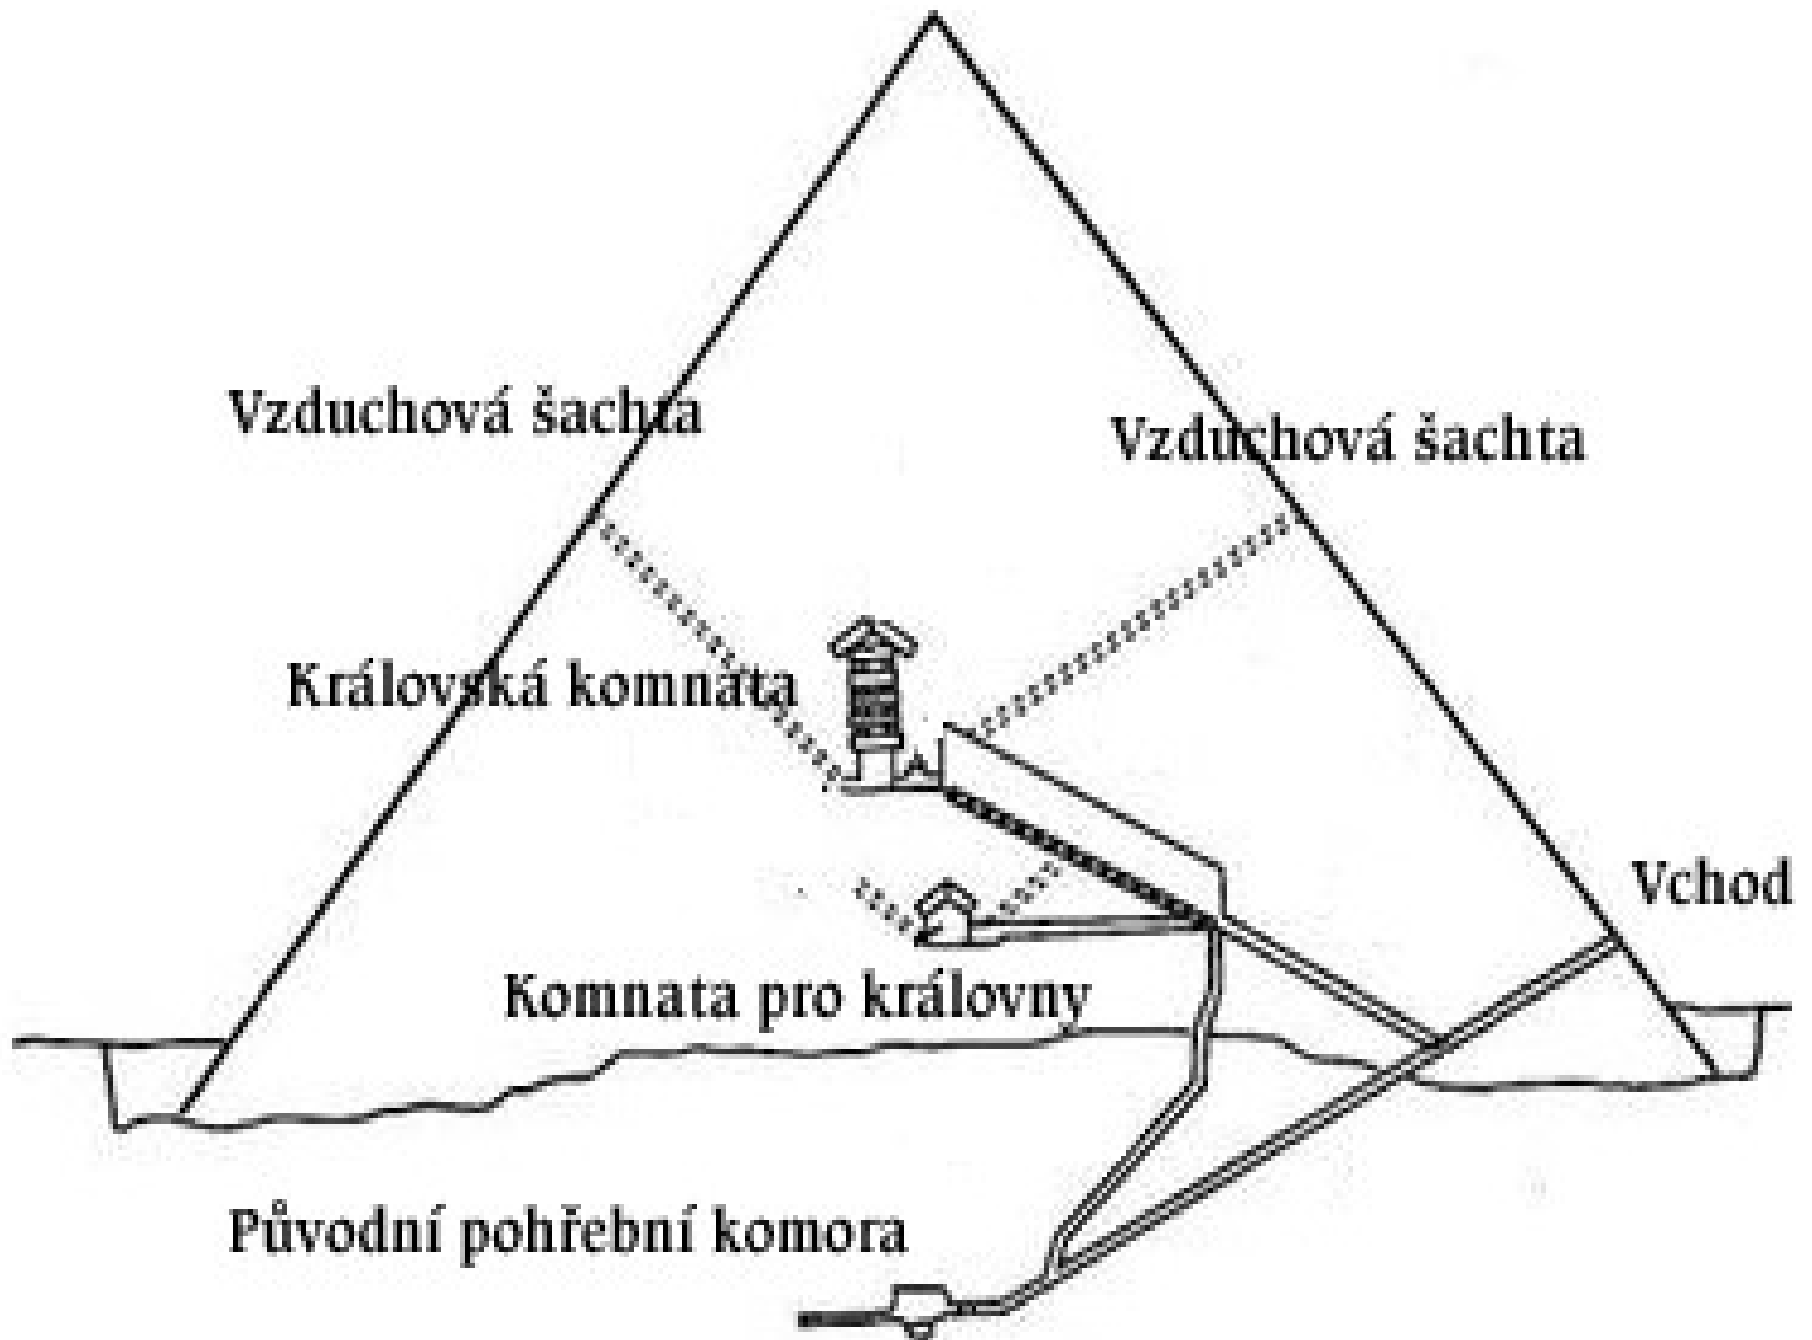 Vzduchová šachta
Vzduchová šachta
Královská komnata
Vchod
Komnata pro královny
Původní pohřební komora